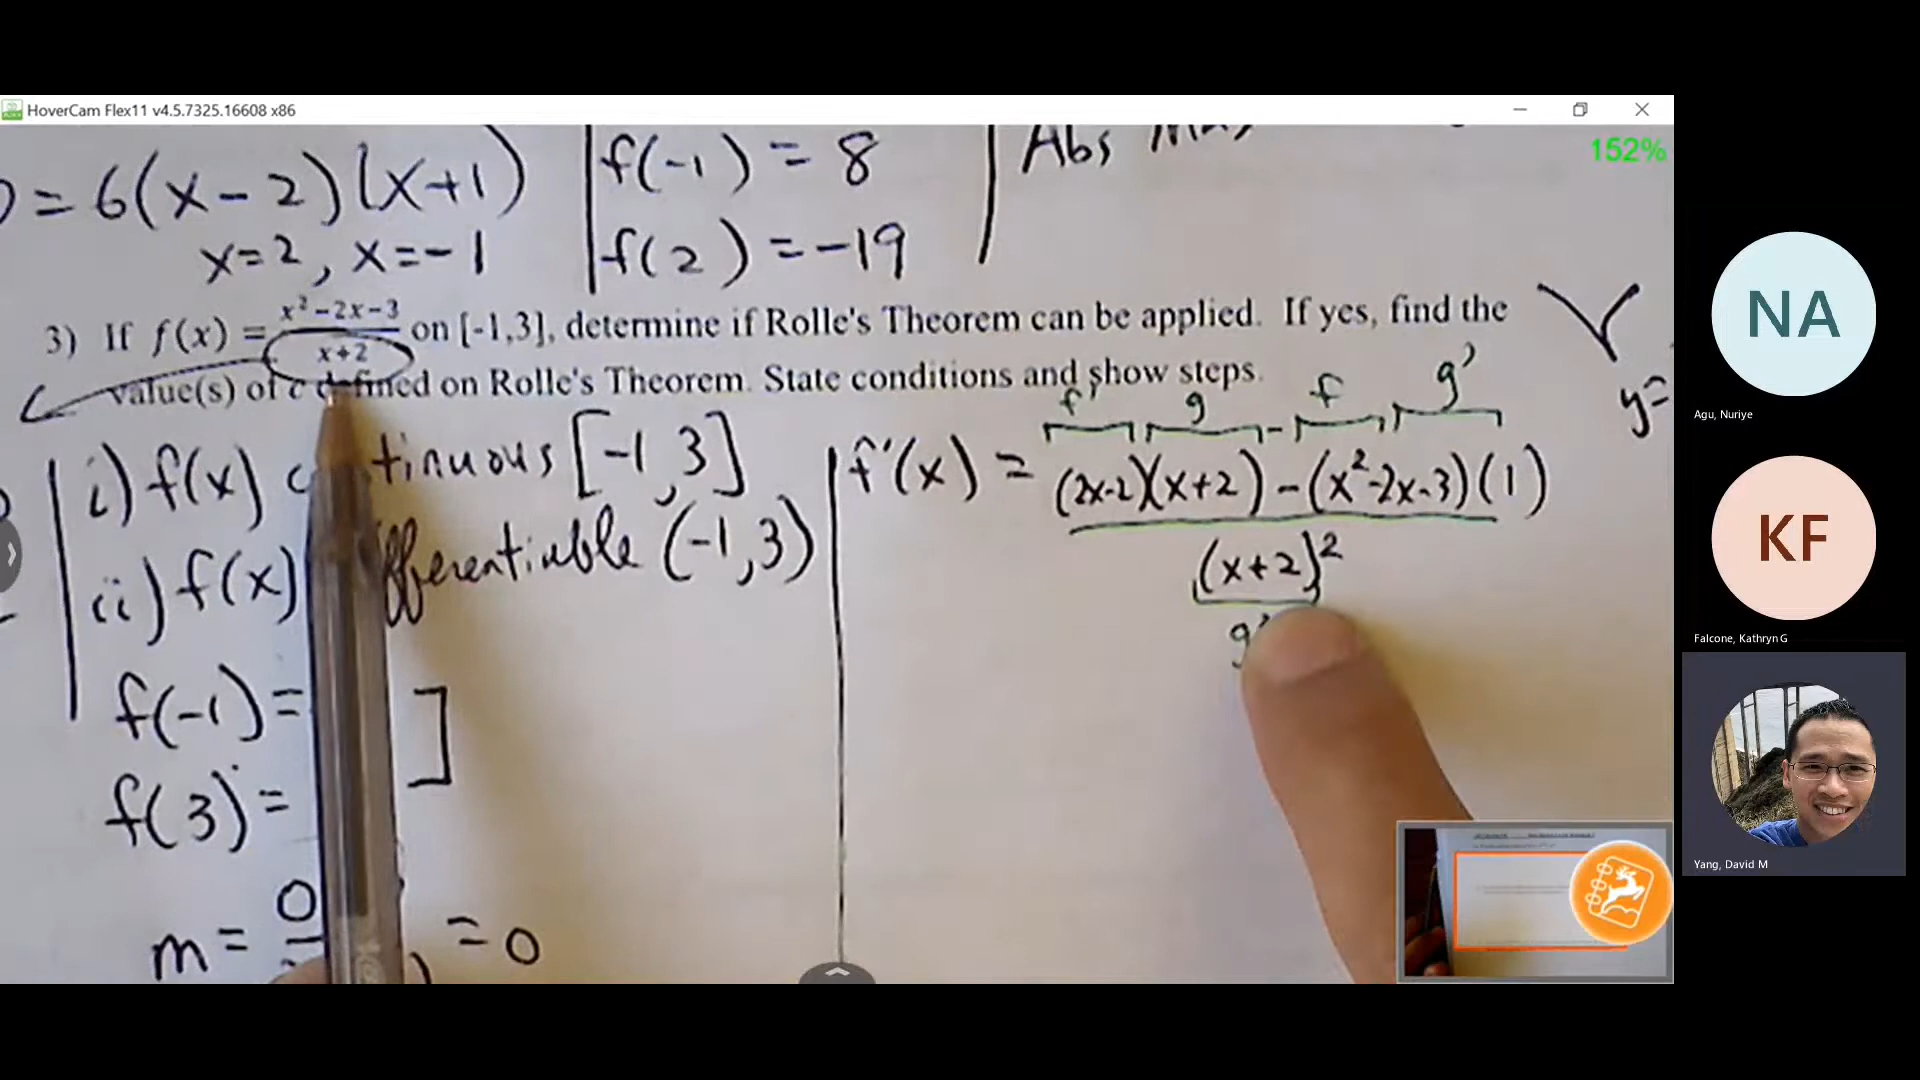 HoverCam Flex11 v4.5.7325.16608 x86
152%
= 6(x-2)(x+1)
x=2, x=-1
f(-1) = 8
f(2) = -19
Abs
3) If f(x) = (x²-2x-3)/(x+2) on [-1,3], determine if Rolle's Theorem can be applied. If yes, find the
value(s) of c defined on Rolle's Theorem. State conditions and show steps.
y=
i) f(x) continuous [-1, 3]
ii) f(x) differentiable (-1, 3)
f(-1) =
f(3) =
m = 0 = 0
f' g - f g'
f'(x) = (2x-2)(x+2) - (x²-2x-3)(1)
(x+2)²
NA
Agu, Nuriye
KF
Falcone, Kathryn G
Yang, David M